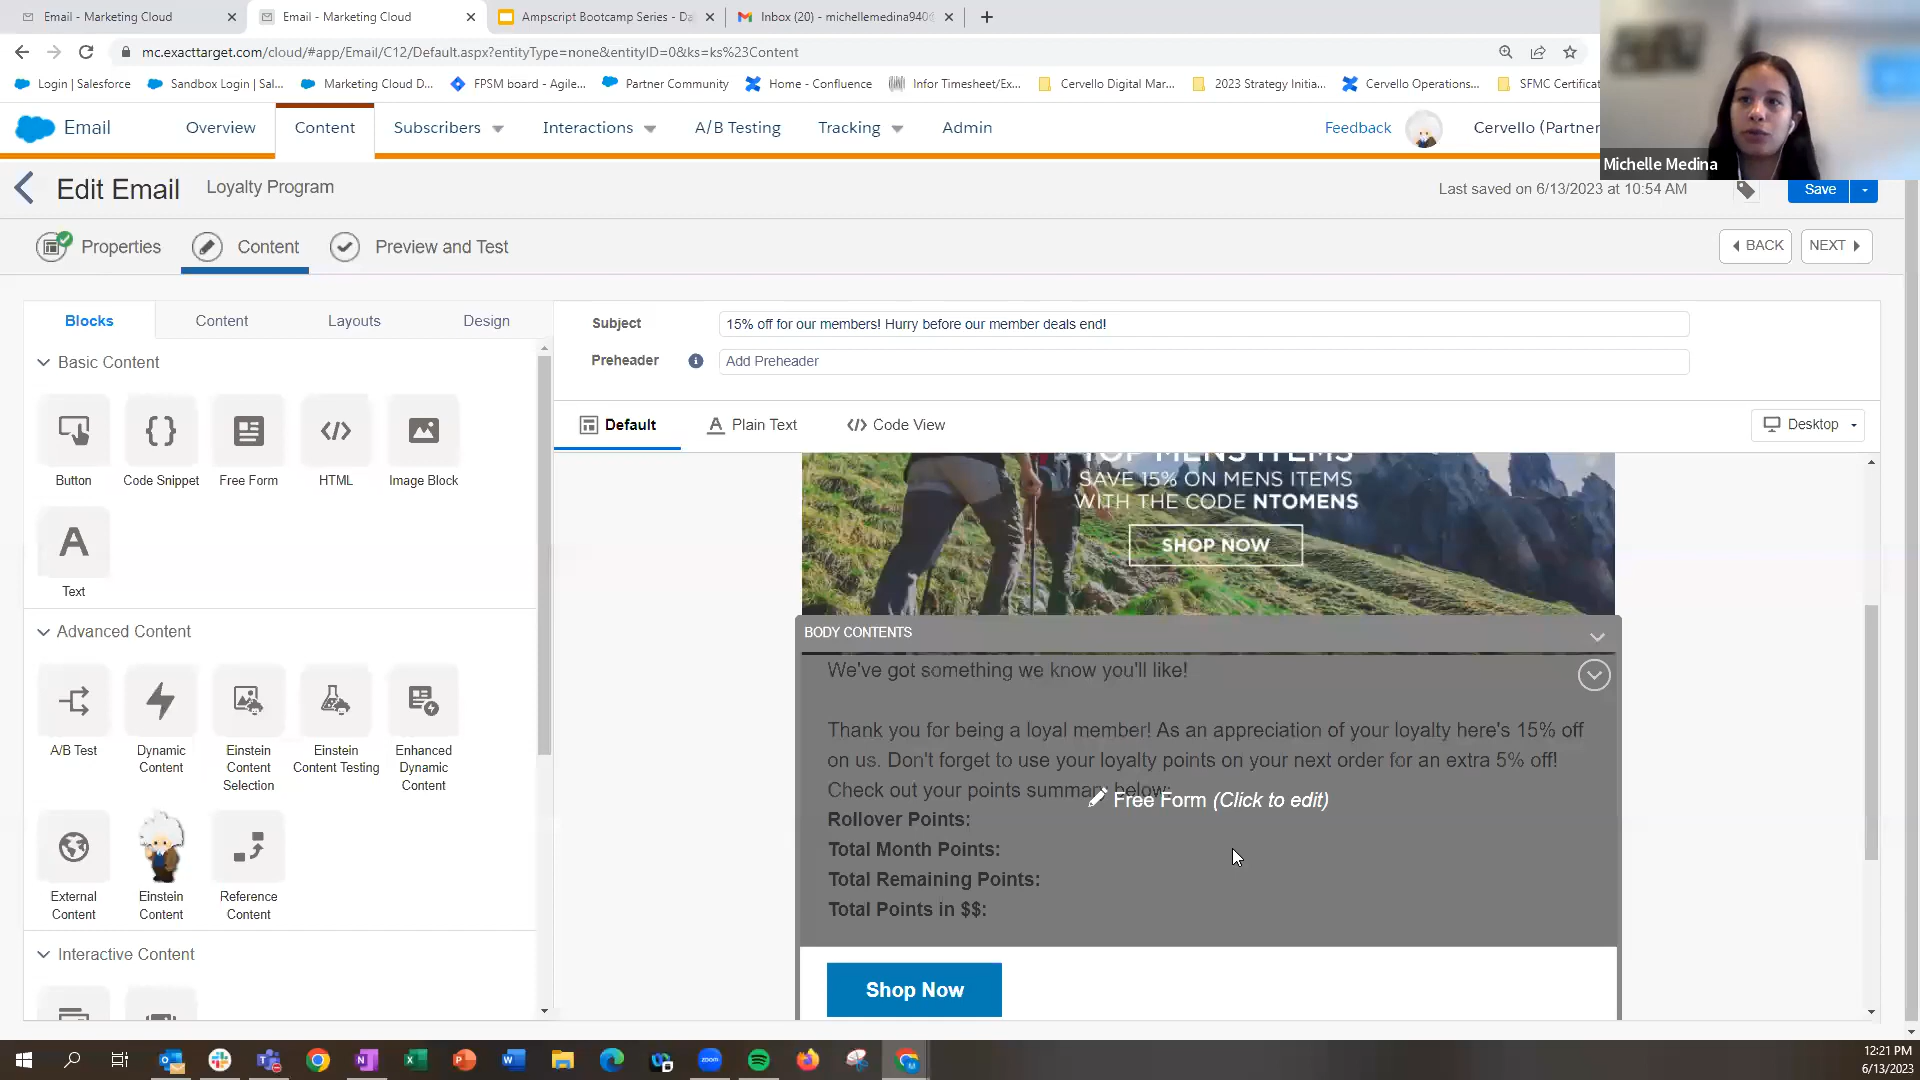 Email - Marketing Cloud
Email - Marketing Cloud
Ampscript Bootcamp Series - Da
Inbox (20) - michellemedina940
mc.exacttarget.com/cloud/#app/Email/C12/Default.aspx?entityType=none&entityID=0&ks=ks%23Content
Login | Salesforce
Sandbox Login | Sal...
Marketing Cloud D...
FPSM board - Agile...
Partner Community
Home - Confluence
Infor Timesheet/Ex...
Cervello Digital Mar...
2023 Strategy Initia...
Cervello Operations...
SFMC Certificat
Email
Overview
Content
Subscribers
Interactions
A/B Testing
Tracking
Admin
Feedback
Cervello (Partner
Michelle Medina
Edit Email
Loyalty Program
Last saved on 6/13/2023 at 10:54 AM
Save
Properties
Content
Preview and Test
BACK
NEXT
Blocks
Content
Layouts
Design
Subject
15% off for our members! Hurry before our member deals end!
Preheader
Add Preheader
Basic Content
Button
Code Snippet
Free Form
HTML
Image Block
Text
Default
Plain Text
Code View
Desktop
TOP MENS ITEMS
SAVE 15% ON MENS ITEMS
WITH THE CODE NTOMENS
SHOP NOW
Advanced Content
A/B Test
Dynamic
Content
Einstein
Content
Selection
Einstein
Content Testing
Enhanced
Dynamic
Content
External
Content
Einstein
Content
Reference
Content
Interactive Content
BODY CONTENTS
We've got something we know you'll like!
Thank you for being a loyal member! As an appreciation of your loyalty here's 15% off
on us. Don't forget to use your loyalty points on your next order for an extra 5% off!
Check out your points summary below:
Free Form (Click to edit)
Rollover Points:
Total Month Points:
Total Remaining Points:
Total Points in $$:
Shop Now
12:21 PM
6/13/2023